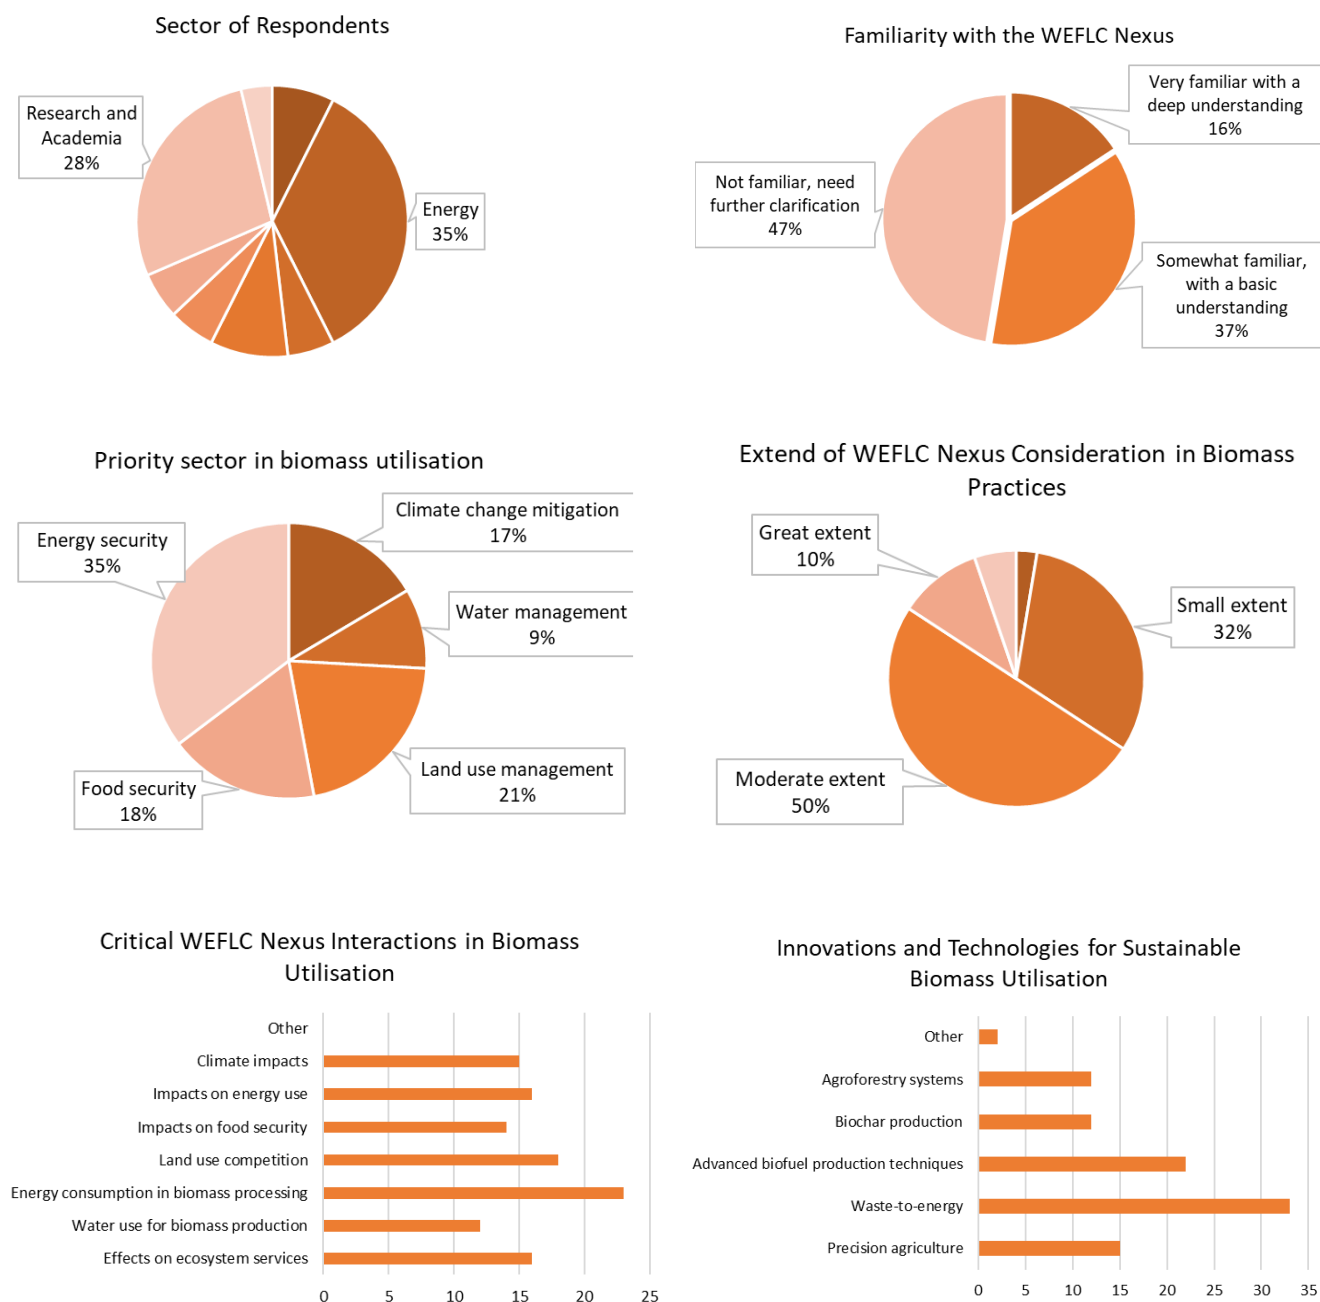 Sector of Respondents
Research and
Academia
28%
Energy
35%
Familiarity with the WEFLC Nexus
Very familiar with a
deep understanding
16%
Not familiar, need
further clarification
47%
Somewhat familiar,
with a basic
understanding
37%
Priority sector in biomass utilisation
Climate change mitigation
17%
Energy security
35%
Water management
9%
Land use management
21%
Food security
18%
Extend of WEFLC Nexus Consideration in Biomass
Practices
Great extent
10%
Small extent
32%
Moderate extent
50%
Critical WEFLC Nexus Interactions in Biomass
Utilisation
Other
Climate impacts
Impacts on energy use
Impacts on food security
Land use competition
Energy consumption in biomass processing
Water use for biomass production
Effects on ecosystem services
0 5 10 15 20 25
Innovations and Technologies for Sustainable
Biomass Utilisation
Other
Agroforestry systems
Biochar production
Advanced biofuel production techniques
Waste-to-energy
Precision agriculture
0 5 10 15 20 25 30 35